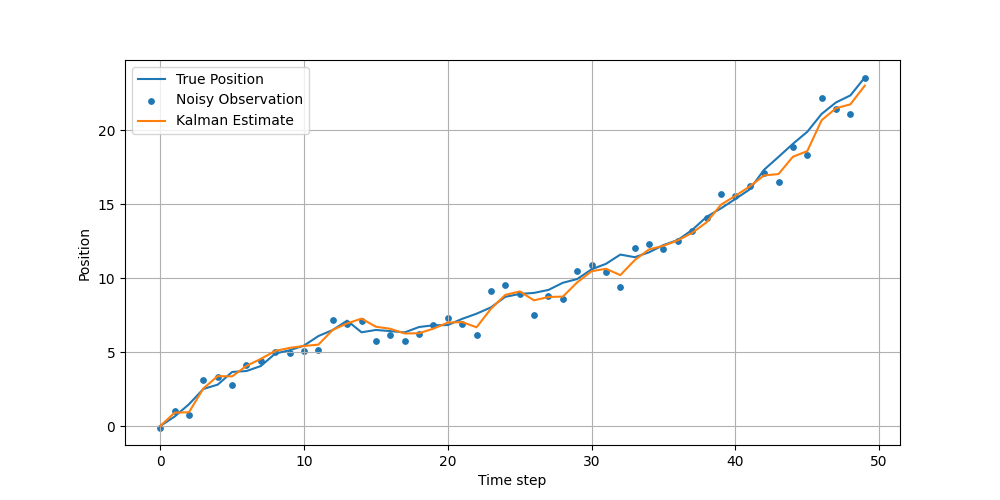 True Position
Noisy Observation
Kalman Estimate
20
15
10
5
0
Position
0 10 20 30 40 50
Time step